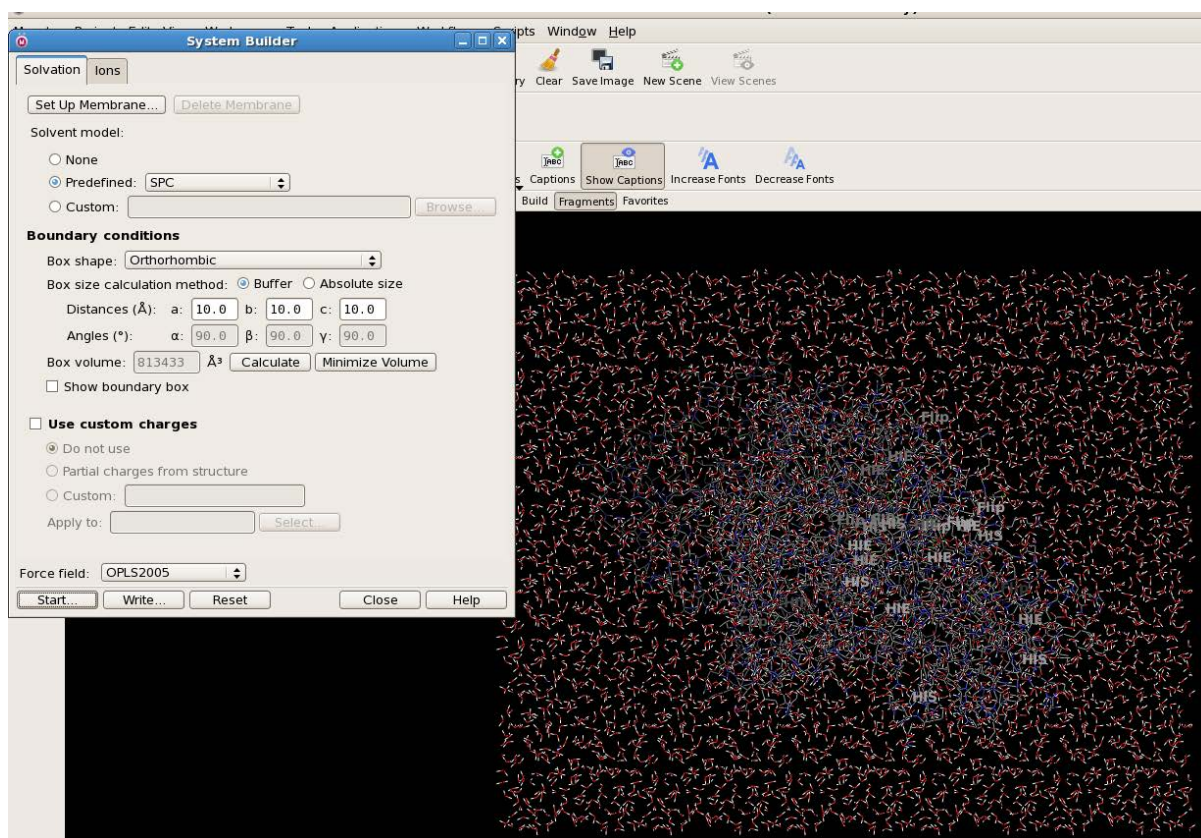 System Builder
pts Window Help
Solvation Ions
ry Clear Save Image New Scene View Scenes
Set Up Membrane... Delete Membrane
Solvent model:
None
Predefined: SPC
s Captions Show Captions Increase Fonts Decrease Fonts
Custom: Browse...
Build Fragments Favorites
Boundary conditions
Box shape: Orthorhombic
Box size calculation method: Buffer Absolute size
Distances (Å): a: 10.0 b: 10.0 c: 10.0
Angles (°): α: 90.0 β: 90.0 γ: 90.0
Box volume: 813433 Å³ Calculate Minimize Volume
Show boundary box
Use custom charges
Do not use
Partial charges from structure
Custom:
Apply to: Select...
Force field: OPLS2005
Start... Write... Reset Close Help
Flip
HIE
Flip
HIS
HIE
HIE
HIS
HIE
HIE
HIS
HIS